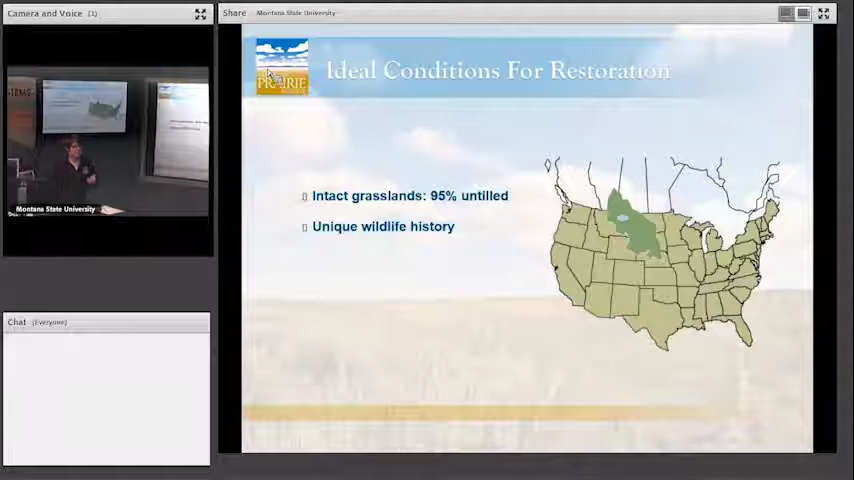 Camera and Voice (1)
Share Montana State University
PRAIRIE
Ideal Conditions For Restoration
Intact grasslands: 95% untilled
Unique wildlife history
Montana State University
Chat (Everyone)